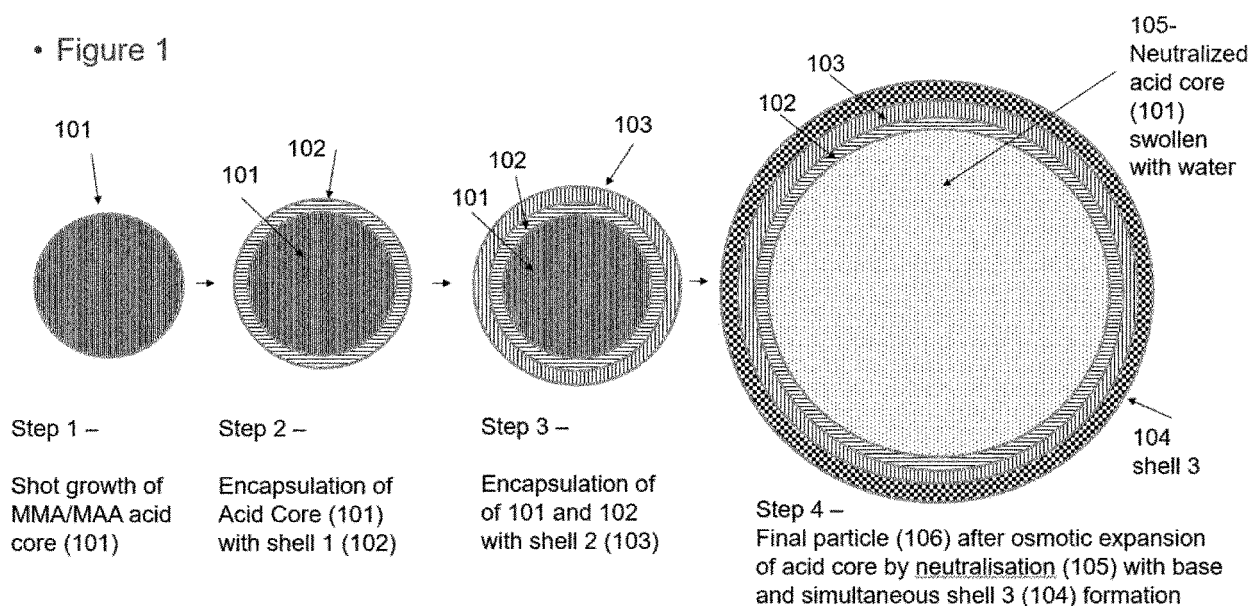 • Figure 1
101
101
102
101
102
103
102
103
105-
Neutralized
acid core
(101)
swollen
with water
104
shell 3
Step 1 –
Shot growth of
MMA/MAA acid
core (101)
Step 2 –
Encapsulation of
Acid Core (101)
with shell 1 (102)
Step 3 –
Encapsulation of
of 101 and 102
with shell 2 (103)
Step 4 –
Final particle (106) after osmotic expansion
of acid core by neutralisation (105) with base
and simultaneous shell 3 (104) formation